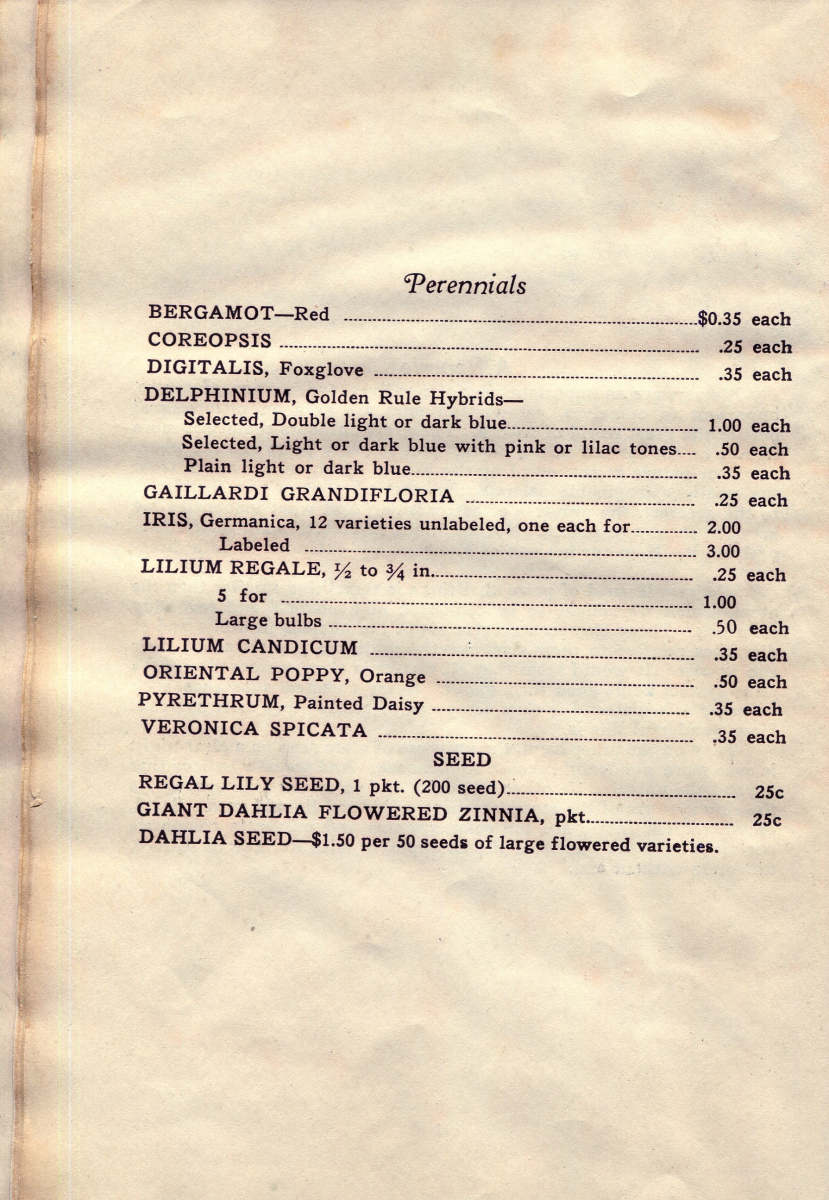 Perennials
BERGAMOT—Red $0.35 each
COREOPSIS .25 each
DIGITALIS, Foxglove .35 each
DELPHINIUM, Golden Rule Hybrids—
Selected, Double light or dark blue 1.00 each
Selected, Light or dark blue with pink or lilac tones .50 each
Plain light or dark blue .35 each
GAILLARDI GRANDIFLORIA .25 each
IRIS, Germanica, 12 varieties unlabeled, one each for 2.00
Labeled 3.00
LILIUM REGALE, ½ to ¾ in. .25 each
5 for 1.00
Large bulbs .50 each
LILIUM CANDICUM .35 each
ORIENTAL POPPY, Orange .50 each
PYRETHRUM, Painted Daisy .35 each
VERONICA SPICATA .35 each
SEED
REGAL LILY SEED, 1 pkt. (200 seed) 25c
GIANT DAHLIA FLOWERED ZINNIA, pkt. 25c
DAHLIA SEED—$1.50 per 50 seeds of large flowered varieties.